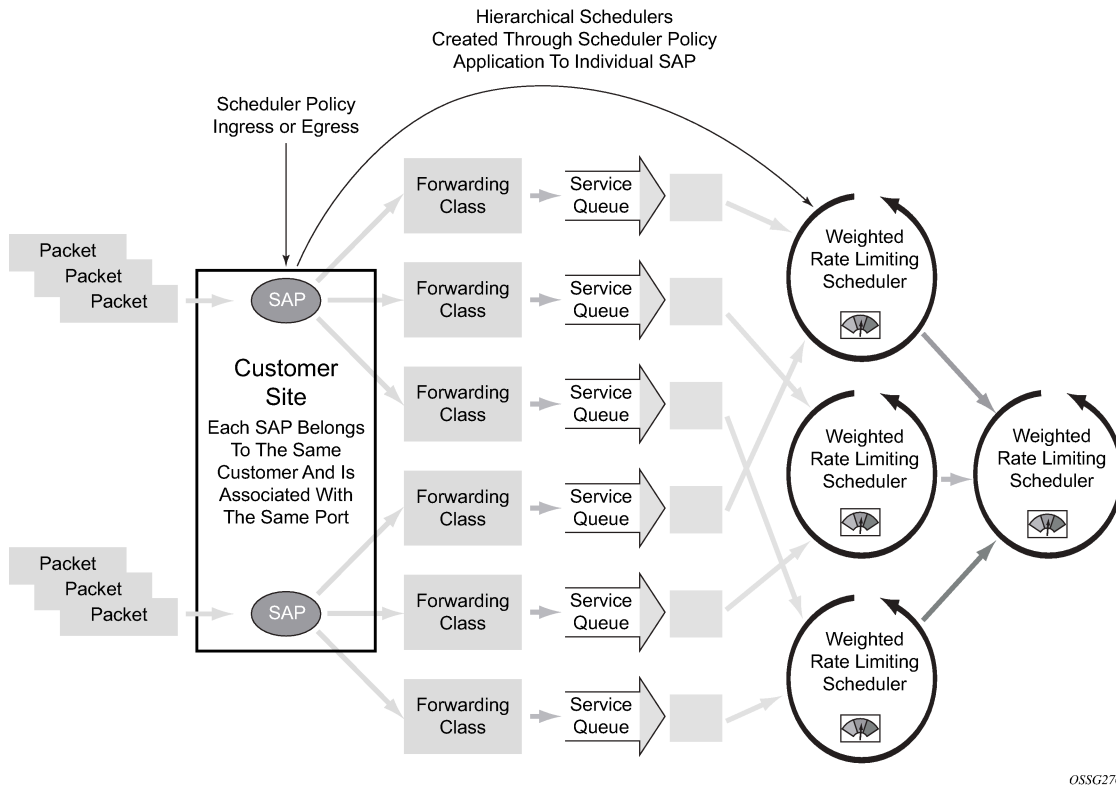 Hierarchical Schedulers
Created Through Scheduler Policy
Application To Individual SAP
Scheduler Policy
Ingress or Egress
Forwarding
Class
Service
Queue
Packet
Packet
Packet
SAP
Forwarding
Class
Service
Queue
Weighted
Rate Limiting
Scheduler
Customer
Site
Each SAP Belongs
To The Same
Customer And Is
Associated With
The Same Port
Forwarding
Class
Service
Queue
Forwarding
Class
Service
Queue
Weighted
Rate Limiting
Scheduler
Weighted
Rate Limiting
Scheduler
Packet
Packet
Packet
SAP
Forwarding
Class
Service
Queue
Forwarding
Class
Service
Queue
Weighted
Rate Limiting
Scheduler